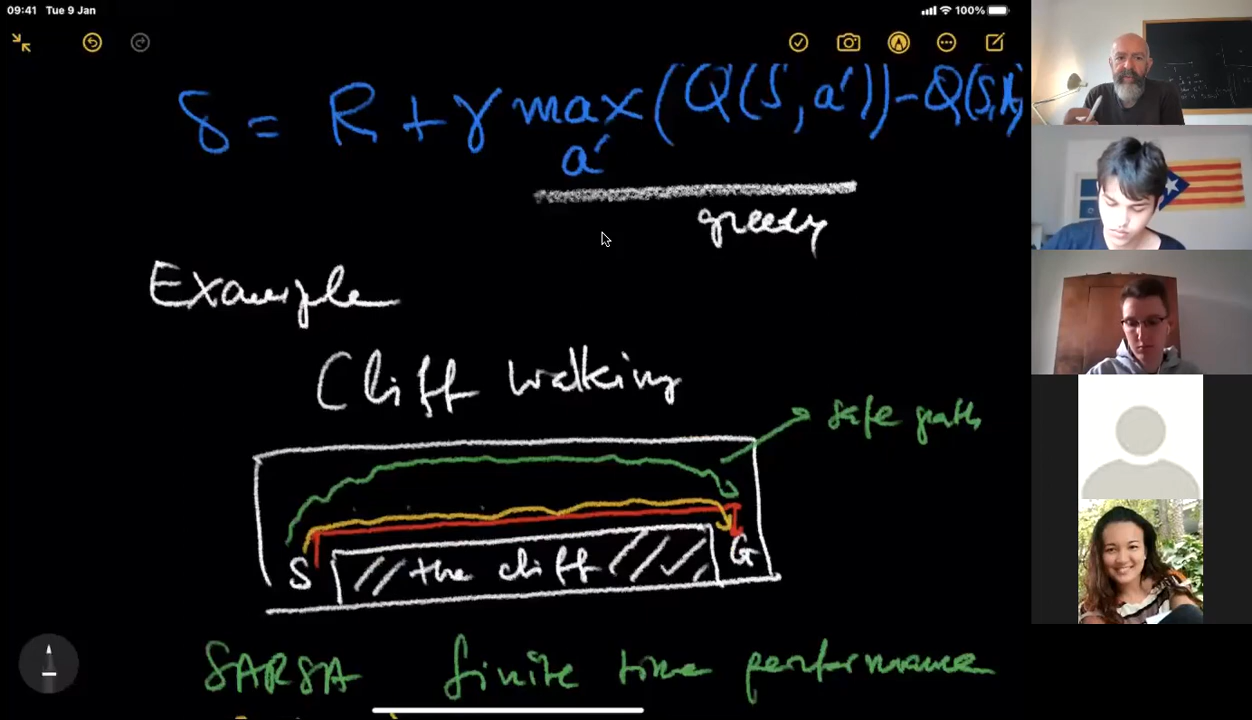 09:41 Tue 9 Jan 100%
δ = R + γ max (Q(S', a')) - Q(S, A)
a'
greedy
Example
Cliff walking
safe path
S the cliff G
SARSA finite time performance